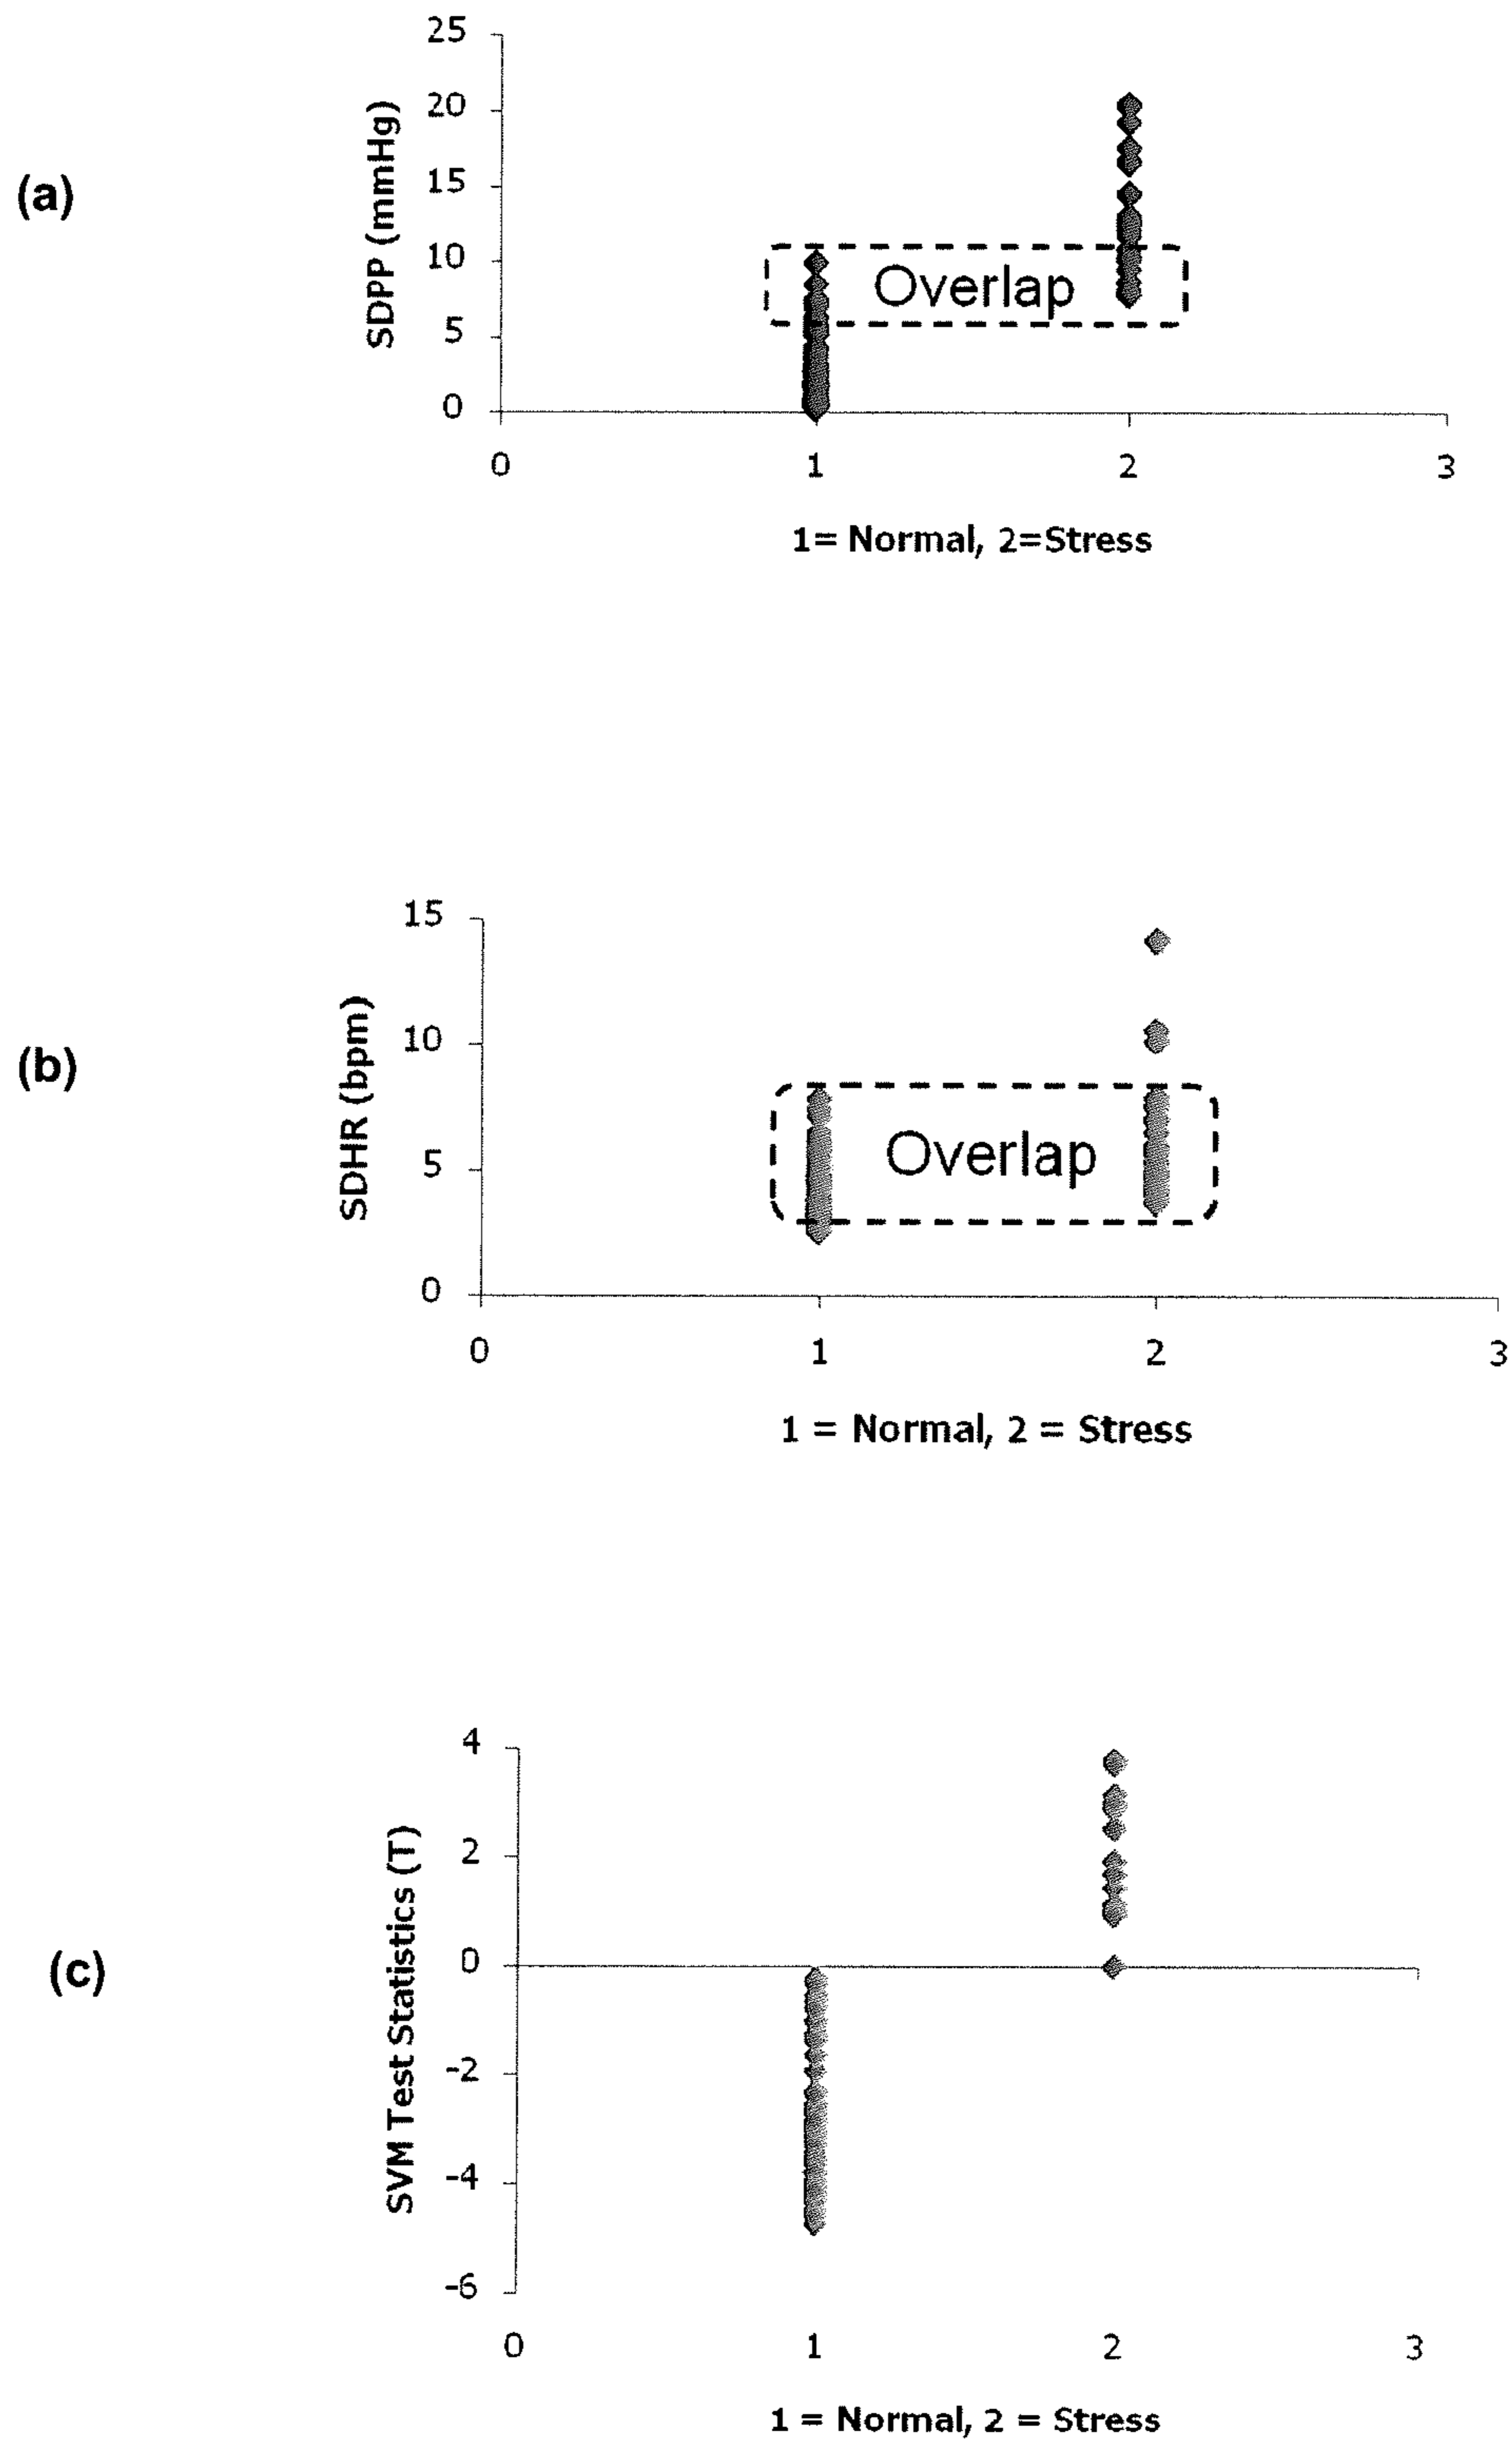 (a)
SDPP (mmHg)
25
20
15
10
5
0
Overlap
0 1 2 3
1= Normal, 2=Stress
(b)
SDHR (bpm)
15
10
5
0
Overlap
0 1 2 3
1 = Normal, 2 = Stress
(c)
SVM Test Statistics (T)
4
2
0
-2
-4
-6
0 1 2 3
1 = Normal, 2 = Stress